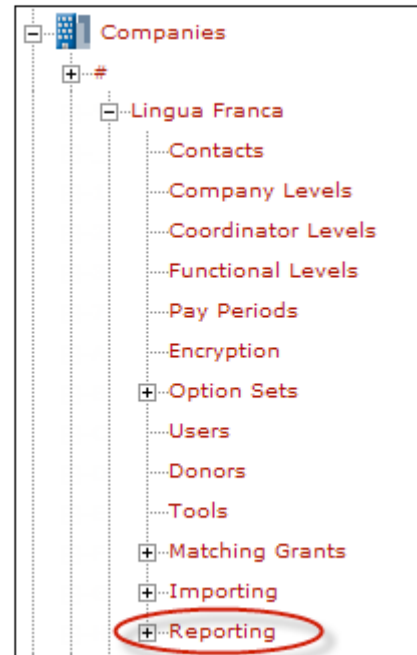 Companies
#
Lingua Franca
Contacts
Company Levels
Coordinator Levels
Functional Levels
Pay Periods
Encryption
Option Sets
Users
Donors
Tools
Matching Grants
Importing
Reporting